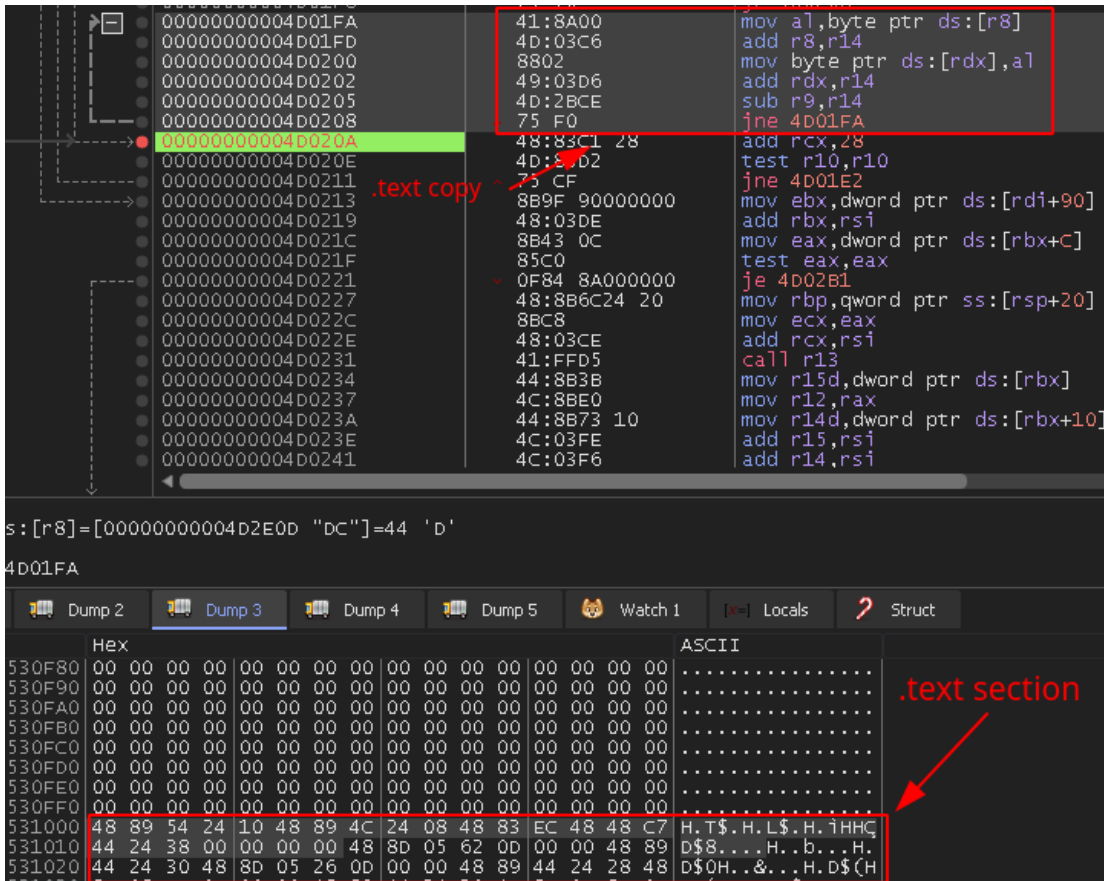 00000000004D01FA 41:8A00 mov al,byte ptr ds:[r8]
00000000004D01FD 4D:03C6 add r8,r14
00000000004D0200 8802 mov byte ptr ds:[rdx],al
00000000004D0202 49:03D6 add rdx,r14
00000000004D0205 4D:2BCE sub r9,r14
00000000004D0208 75 F0 jne 4D01FA
00000000004D020A 48:83C1 28 add rcx,28
00000000004D020E test r10,r10
00000000004D0211 75 CF jne 4D01E2
.text copy
00000000004D0213 8B9F 90000000 mov ebx,dword ptr ds:[rdi+90]
00000000004D0219 48:03DE add rbx,rsi
00000000004D021C 8B43 0C mov eax,dword ptr ds:[rbx+C]
00000000004D021F 85C0 test eax,eax
00000000004D0221 0F84 8A000000 je 4D02B1
00000000004D0227 48:8B6C24 20 mov rbp,qword ptr ss:[rsp+20]
00000000004D022C 8BC8 mov ecx,eax
00000000004D022E 48:03CE add rcx,rsi
00000000004D0231 41:FFD5 call r13
00000000004D0234 44:8B3B mov r15d,dword ptr ds:[rbx]
00000000004D0237 4C:8BE0 mov r12,rax
00000000004D023A 44:8B73 10 mov r14d,dword ptr ds:[rbx+10]
00000000004D023E 4C:03FE add r15,rsi
00000000004D0241 4C:03F6 add r14,rsi
s:[r8]=[00000000004D2E0D "DC"]=44 'D'
4D01FA
Dump 2 Dump 3 Dump 4 Dump 5 Watch 1 [x=] Locals Struct
Hex ASCII
530F80 00 00 00 00 00 00 00 00 00 00 00 00 00 00 00 00 ................
530F90 00 00 00 00 00 00 00 00 00 00 00 00 00 00 00 00 ................
530FA0 00 00 00 00 00 00 00 00 00 00 00 00 00 00 00 00 ................
530FB0 00 00 00 00 00 00 00 00 00 00 00 00 00 00 00 00 ................
530FC0 00 00 00 00 00 00 00 00 00 00 00 00 00 00 00 00 ................
530FD0 00 00 00 00 00 00 00 00 00 00 00 00 00 00 00 00 ................
530FE0 00 00 00 00 00 00 00 00 00 00 00 00 00 00 00 00 ................
530FF0 00 00 00 00 00 00 00 00 00 00 00 00 00 00 00 00 ................
.text section
531000 48 89 54 24 10 48 89 4C 24 08 48 83 EC 48 48 C7 H.T$.H.L$.H.ìHHÇ
531010 44 24 38 00 00 00 00 48 8D 05 62 0D 00 00 48 89 D$8....H..b...H.
531020 44 24 30 48 8D 05 26 0D 00 00 48 89 44 24 28 48 D$0H..&...H.D$(H